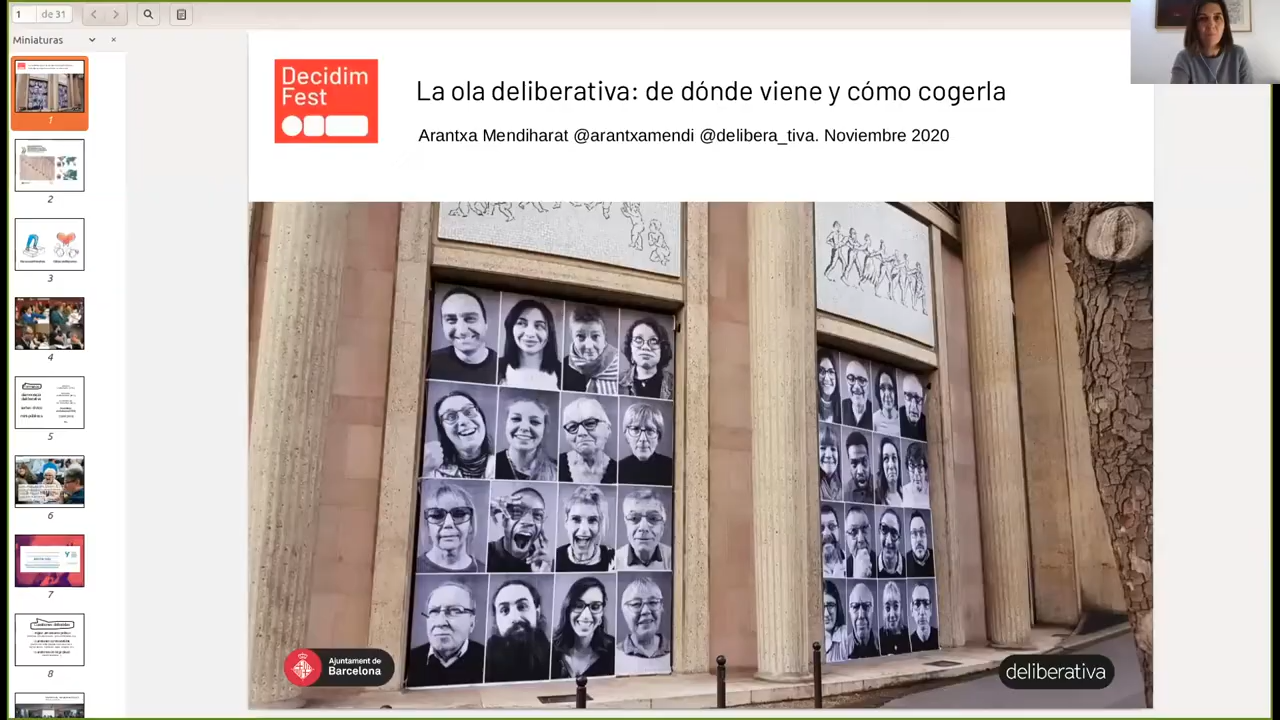 1 de 31
Miniaturas
1
2
3
4
5
6
7
8
Decidim
Fest
La ola deliberativa: de dónde viene y cómo cogerla
Arantxa Mendiharat @arantxamendi @delibera_tiva. Noviembre 2020
Ajuntament de
Barcelona
deliberativa